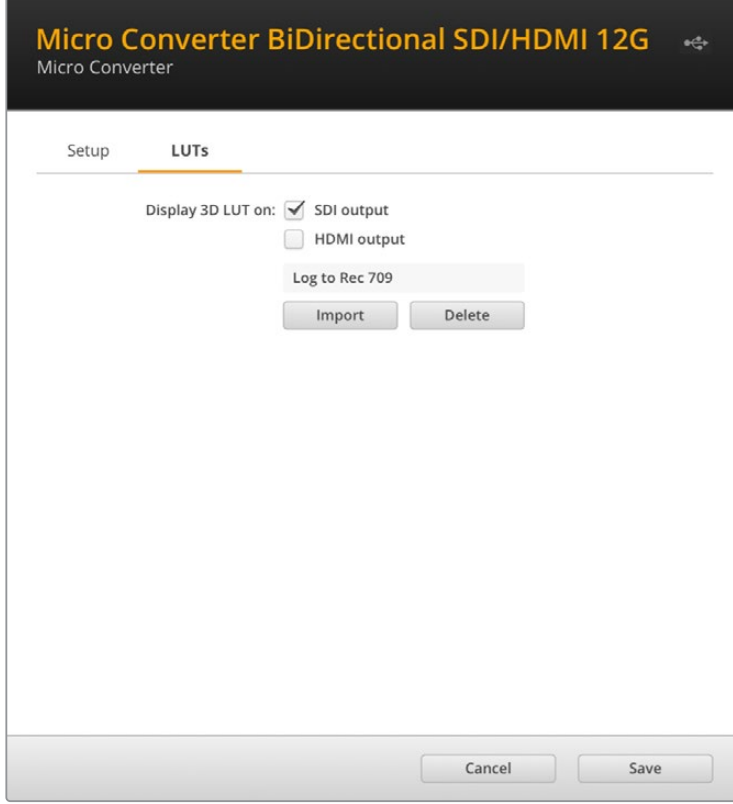 Micro Converter BiDirectional SDI/HDMI 12G
Micro Converter
Setup LUTs
Display 3D LUT on: SDI output
HDMI output
Log to Rec 709
Import Delete
Cancel Save